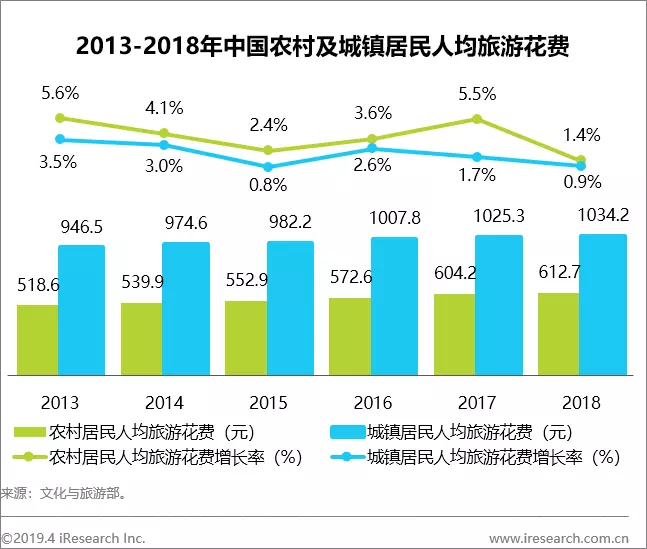 2013-2018年中国农村及城镇居民人均旅游花费
5.6% 4.1% 2.4% 3.6% 5.5% 1.4%
3.5% 3.0% 0.8% 2.6% 1.7% 0.9%
946.5 974.6 982.2 1007.8 1025.3 1034.2
518.6 539.9 552.9 572.6 604.2 612.7
2013 2014 2015 2016 2017 2018
农村居民人均旅游花费（元） 城镇居民人均旅游花费（元）
农村居民人均旅游花费增长率（%） 城镇居民人均旅游花费增长率（%）
来源：文化与旅游部。
©2019.4 iResearch Inc. www.iresearch.com.cn